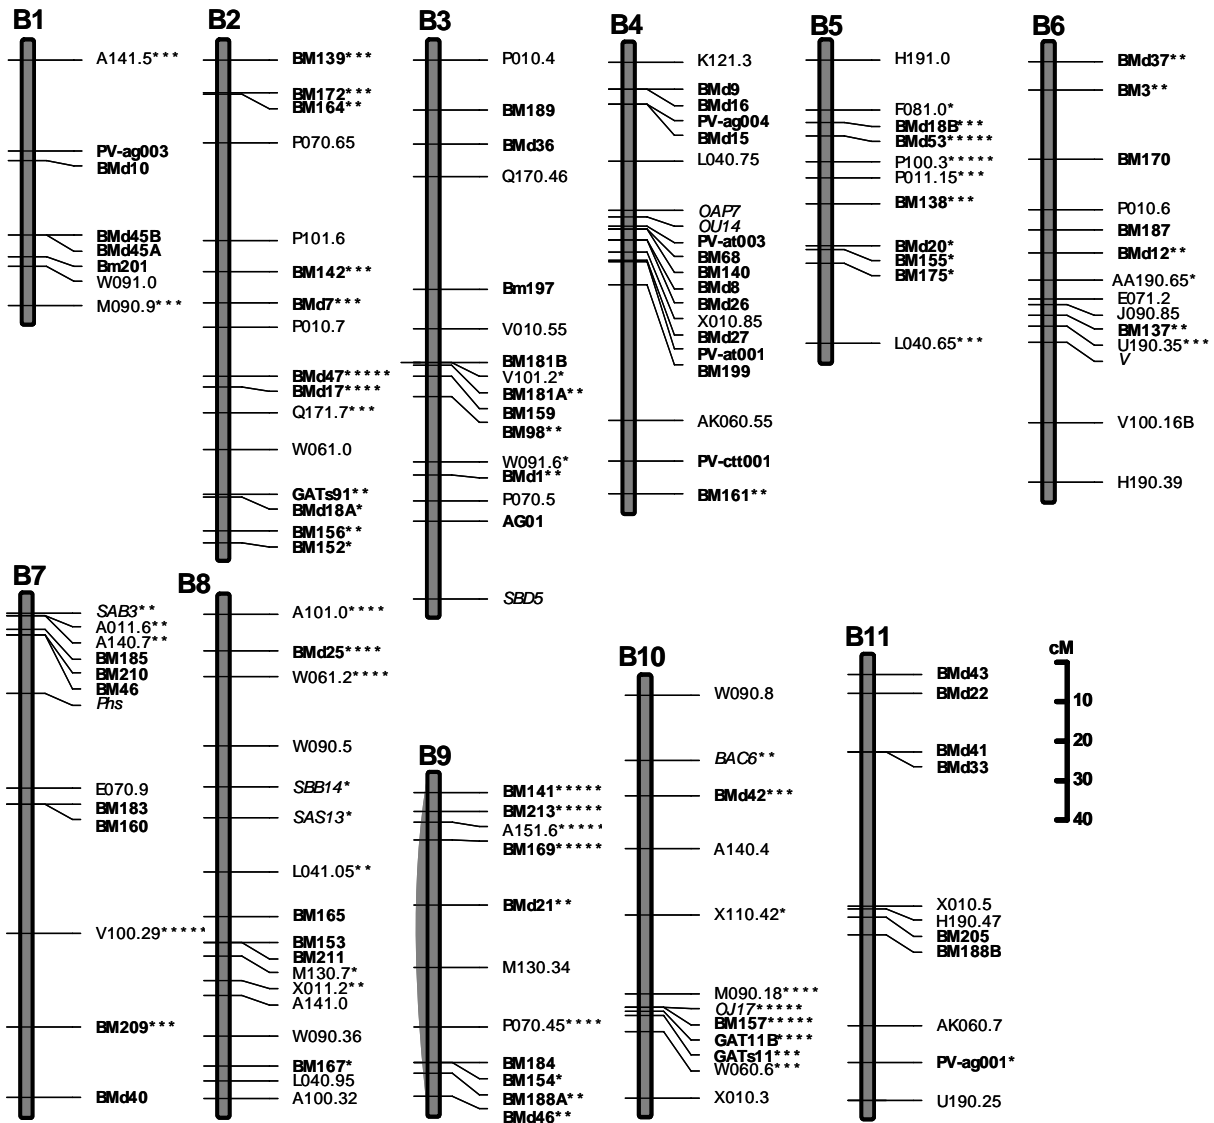 B1
A141.5***
PV-ag003
BMd10
BMd45B
BMd45A
Bm201
W091.0
M090.9***
B2
BM139***
BM172***
BM164**
P070.65
P101.6
BM142***
BMd7***
P010.7
BMd47*****
BMd17****
Q171.7***
W061.0
GATs91**
BMd18A*
BM156**
BM152*
B3
P010.4
BM189
BMd36
Q170.46
Bm197
V010.55
BM181B
V101.2*
BM181A**
BM159
BM98**
W091.6*
BMd1**
P070.5
AG01
SBD5
B4
K121.3
BMd9
BMd16
PV-ag004
BMd15
L040.75
OAP7
OU14
PV-at003
BM68
BM140
BMd8
BMd26
X010.85
BMd27
PV-at001
BM199
AK060.55
PV-ctt001
BM161**
B5
H191.0
F081.0*
BMd18B***
BMd53*****
P100.3*****
P011.15***
BM138***
BMd20*
BM155*
BM175*
L040.65***
B6
BMd37**
BM3**
BM170
P010.6
BM187
BMd12**
AA190.65*
E071.2
J090.85
BM137**
U190.35***
V
V100.16B
H190.39
B7
SAB3**
A011.6**
A140.7**
BM185
BM210
BM46
Phs
E070.9
BM183
BM160
V100.29*****
BM209***
BMd40
B8
A101.0****
BMd25****
W061.2****
W090.5
SBB14*
SAS13*
L041.05**
BM165
BM153
BM211
M130.7*
X011.2**
A141.0
W090.36
BM167*
L040.95
A100.32
B9
BM141*****
BM213*****
A151.6*****
BM169*****
BMd21**
M130.34
P070.45****
BM184
BM154*
BM188A**
BMd46**
B10
W090.8
BAC6**
BMd42***
A140.4
X110.42*
M090.18****
OJ17*****
BM157*****
GAT11B****
GATs11***
W060.6***
X010.3
B11
BMd43
BMd22
BMd41
BMd33
X010.5
H190.47
BM205
BM188B
AK060.7
PV-ag001*
U190.25
cM
10
20
30
40